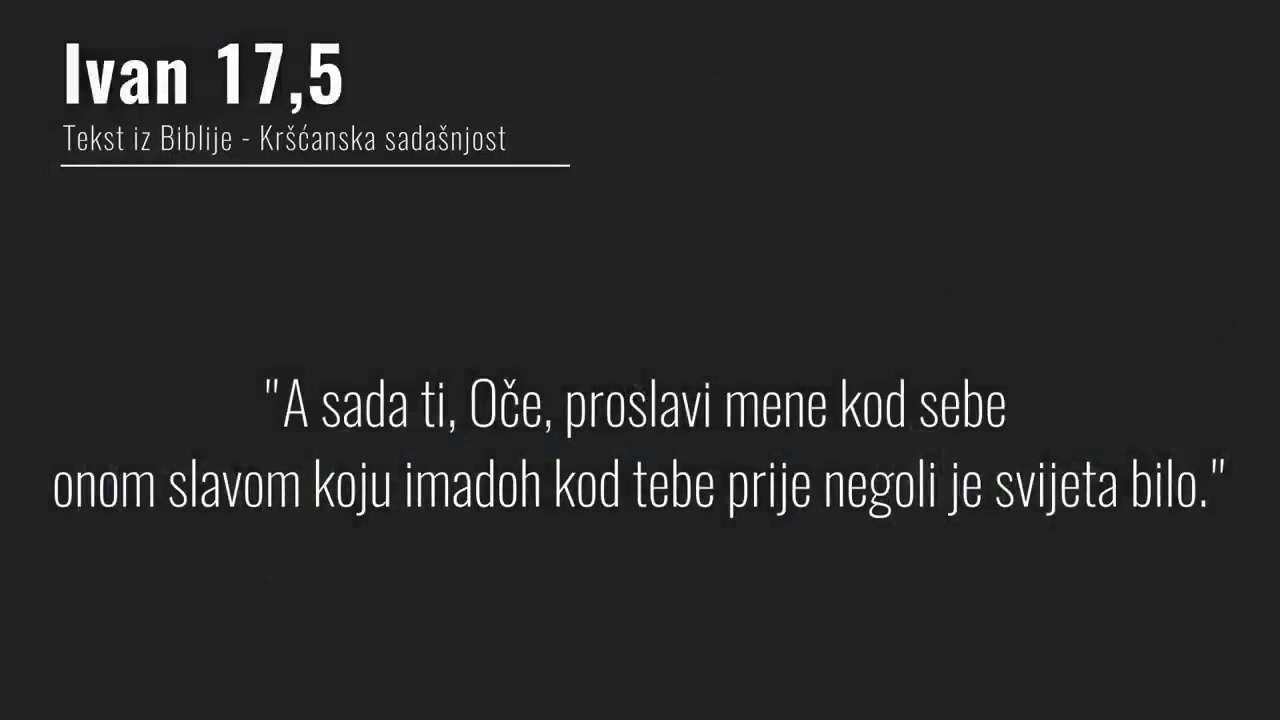 Ivan 17,5
Tekst iz Biblije - Kršćanska sadašnjost
"A sada ti, Oče, proslavi mene kod sebe
onom slavom koju imadoh kod tebe prije negoli je svijeta bilo."